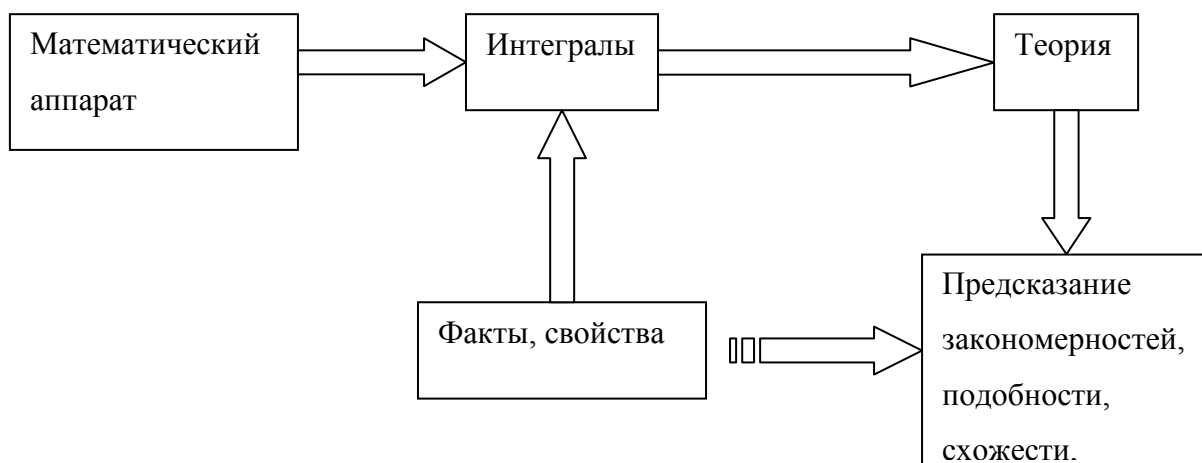 Математический
аппарат
Интегралы
Теория
Факты, свойства
Предсказание
закономерностей,
подобности,
схожести,